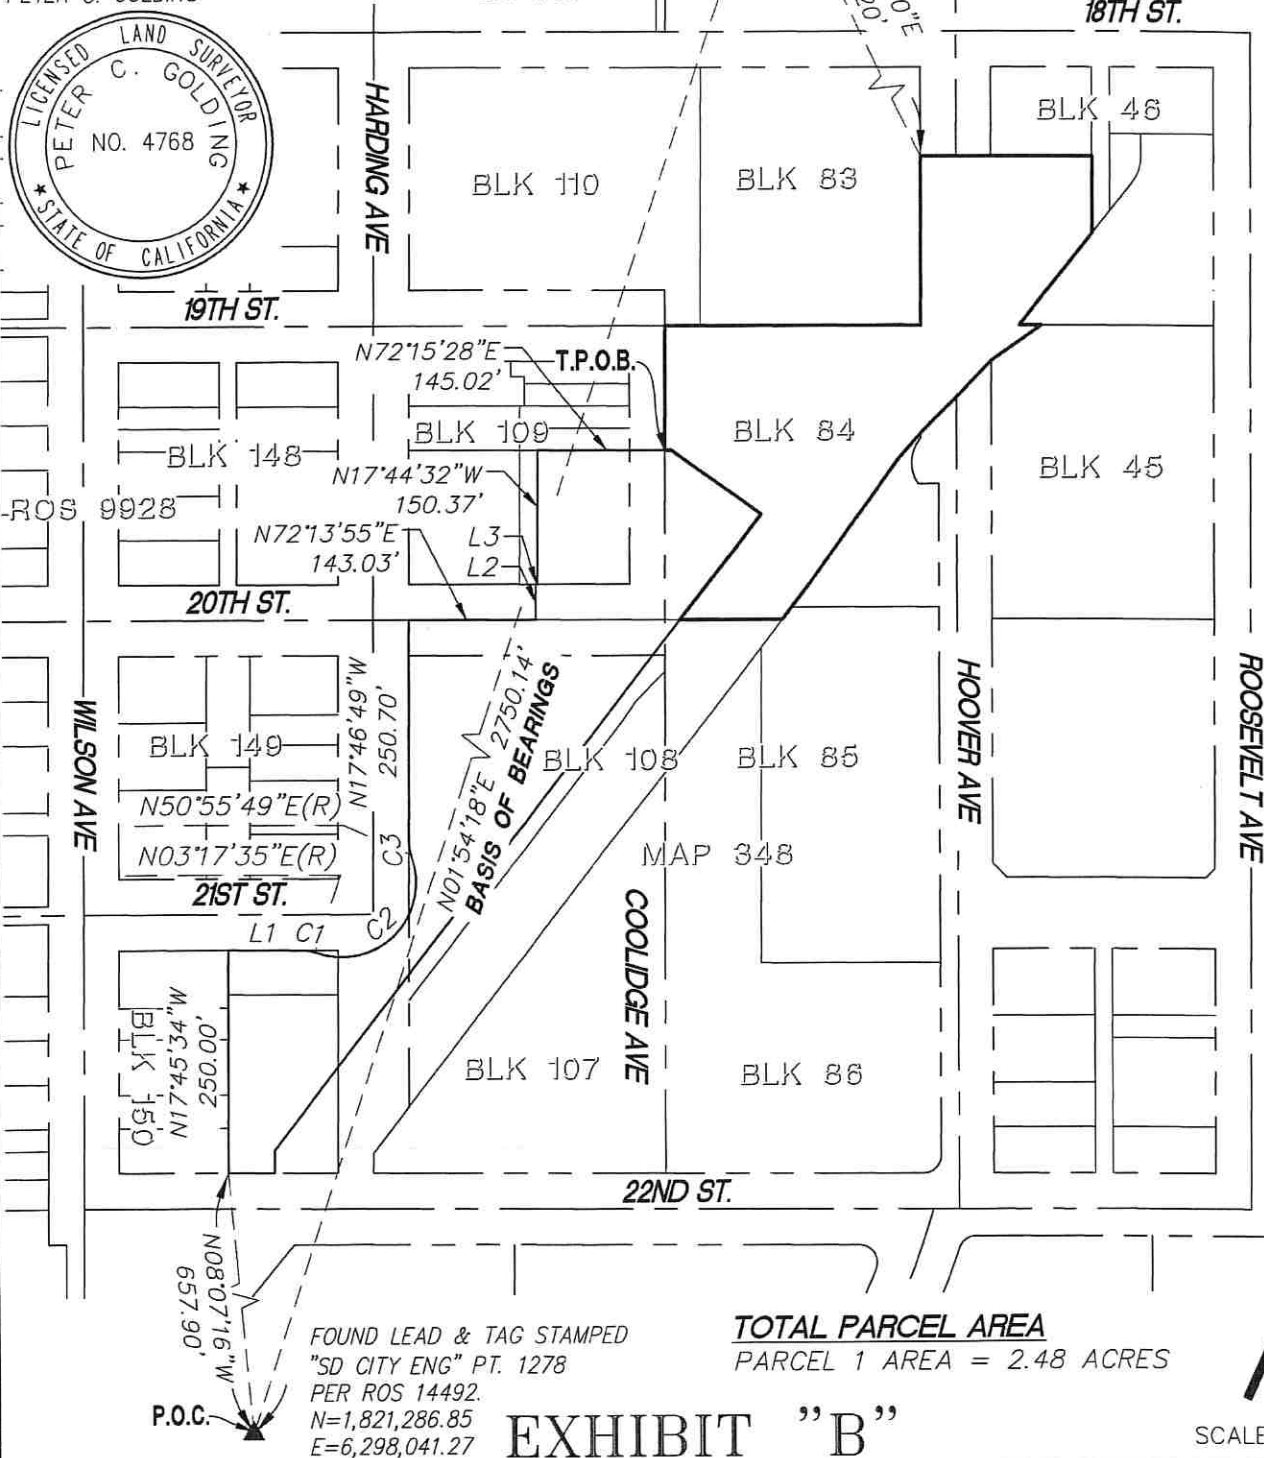 18TH ST.
LICENSED LAND SURVEYOR
PETER C. GOLDING
NO. 4768
★ STATE OF CALIFORNIA ★
HARDING AVE
BLK 110
BLK 83
BLK 46
19TH ST.
N72°15'28"E
145.02'
T.P.O.B.
BLK 109
BLK 84
BLK 148
BLK 45
N17°44'32"W
150.37'
ROS 9928
N72°13'55"E
143.03'
L3
L2
20TH ST.
WILSON AVE
BLK 149
N17°46'49"W
250.70'
N01°54'18"E 2750.14'
BASIS OF BEARINGS
BLK 108
BLK 85
HOOVER AVE
ROOSEVELT AVE
N50°55'49"E(R)
N03°17'35"E(R)
C3
MAP 348
21ST ST.
L1 C1
C2
COOLIDGE AVE
BLK 150
N17°45'34"W
250.00'
BLK 107
BLK 86
22ND ST.
N08°07'16"W
657.90'
P.O.C.
FOUND LEAD & TAG STAMPED
"SD CITY ENG" PT. 1278
PER ROS 14492.
N=1,821,286.85
E=6,298,041.27
TOTAL PARCEL AREA
PARCEL 1 AREA = 2.48 ACRES
EXHIBIT "B"
SCALE